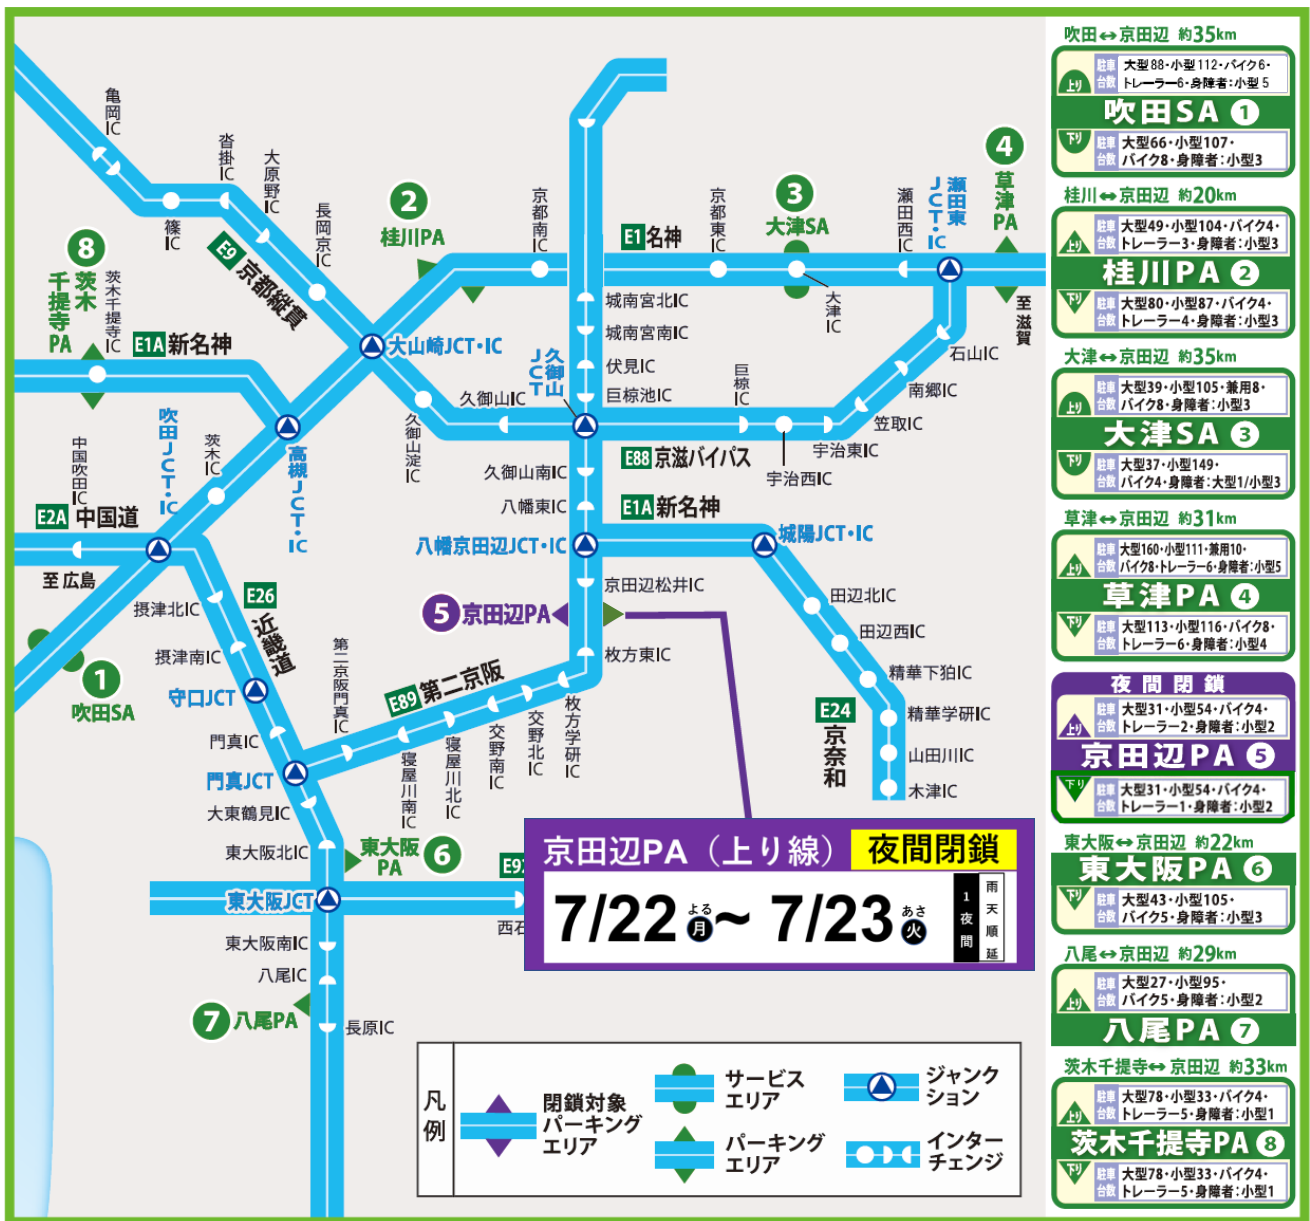 亀岡IC
篠IC
沓掛IC
大原野IC
長岡京IC
E9 京都縦貫
8
茨木
千提寺
PA
茨木千提寺IC
E1A 新名神
2
桂川PA
京都南IC
E1 名神
京都東IC
3
大津SA
大津IC
瀬田西IC
瀬田東
JCT・IC
4
草津PA
至滋賀
大山崎JCT・IC
城南宮北IC
城南宮南IC
伏見IC
巨椋池IC
久御山
JCT
久御山IC
久御山淀IC
巨椋IC
石山IC
南郷IC
笠取IC
宇治東IC
宇治西IC
E88 京滋バイパス
吹田JCT・IC
茨木IC
高槻JCT・IC
中国吹田IC
E2A 中国道
至広島
久御山南IC
八幡東IC
E1A 新名神
八幡京田辺JCT・IC
城陽JCT・IC
京田辺松井IC
5 京田辺PA
枚方東IC
田辺北IC
田辺西IC
精華下狛IC
精華学研IC
山田川IC
木津IC
E24
京奈和
摂津北IC
E26
近畿道
摂津南IC
守口JCT
1
吹田SA
門真IC
門真JCT
第二京阪門真IC
E89 第二京阪
寝屋川南IC
寝屋川北IC
交野南IC
交野北IC
枚方学研IC
大東鶴見IC
東大阪北IC
東大阪
PA
6
E92
東大阪JCT
西石
東大阪南IC
八尾IC
7 八尾PA
長原IC
京田辺PA（上り線） 夜間閉鎖
7/22 よる 月 ～ 7/23 あさ 火
1夜間
雨天順延
凡例
閉鎖対象
パーキング
エリア
サービス
エリア
パーキング
エリア
ジャンク
ション
インター
チェンジ
吹田⇔京田辺 約35km
上り 駐車台数 大型88・小型112・バイク6・
トレーラー6・身障者:小型5
吹田SA 1
下り 駐車台数 大型66・小型107・
バイク8・身障者:小型3
桂川⇔京田辺 約20km
上り 駐車台数 大型49・小型104・バイク4・
トレーラー3・身障者:小型3
桂川PA 2
下り 駐車台数 大型80・小型87・バイク4・
トレーラー4・身障者:小型3
大津⇔京田辺 約35km
上り 駐車台数 大型39・小型105・兼用8・
バイク8・身障者:小型3
大津SA 3
下り 駐車台数 大型37・小型149・
バイク4・身障者:大型1/小型3
草津⇔京田辺 約31km
上り 駐車台数 大型160・小型111・兼用10・
バイク8・トレーラー6・身障者:小型5
草津PA 4
下り 駐車台数 大型113・小型116・バイク8・
トレーラー6・身障者:小型4
夜間閉鎖
上り 駐車台数 大型31・小型54・バイク4・
トレーラー2・身障者:小型2
京田辺PA 5
下り 駐車台数 大型31・小型54・バイク4・
トレーラー1・身障者:小型2
東大阪⇔京田辺 約22km
東大阪PA 6
下り 駐車台数 大型43・小型105・
バイク5・身障者:小型3
八尾⇔京田辺 約29km
上り 駐車台数 大型27・小型95・
バイク5・身障者:小型2
八尾PA 7
茨木千提寺⇔京田辺 約33km
上り 駐車台数 大型78・小型33・バイク4・
トレーラー5・身障者:小型1
茨木千提寺PA 8
下り 駐車台数 大型78・小型33・バイク4・
トレーラー5・身障者:小型1